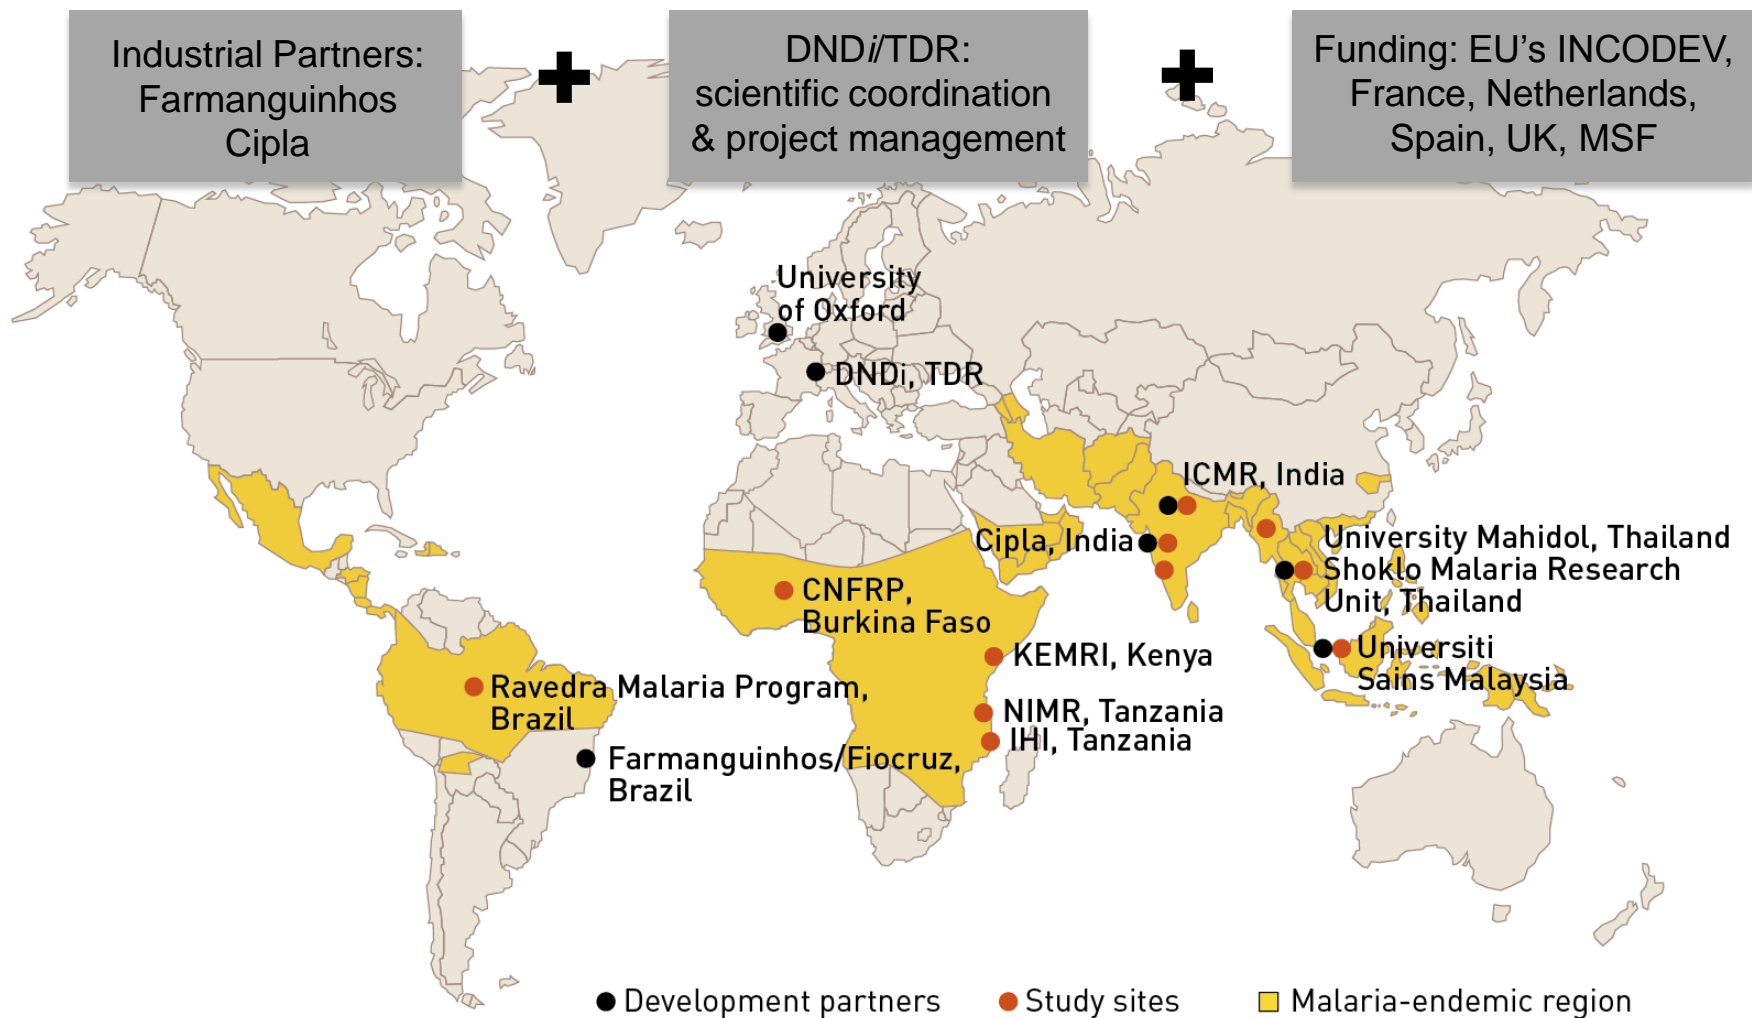 Industrial Partners:
Farmanguinhos
Cipla
DNDi/TDR:
scientific coordination
& project management
Funding: EU's INCODEV,
France, Netherlands,
Spain, UK, MSF
University
of Oxford
DNDi, TDR
ICMR, India
Cipla, India
University Mahidol, Thailand
Shoklo Malaria Research
Unit, Thailand
CNFRP,
Burkina Faso
KEMRI, Kenya
Universiti
Sains Malaysia
Ravedra Malaria Program,
Brazil
NIMR, Tanzania
IHI, Tanzania
Farmanguinhos/Fiocruz,
Brazil
Development partners
Study sites
Malaria-endemic region